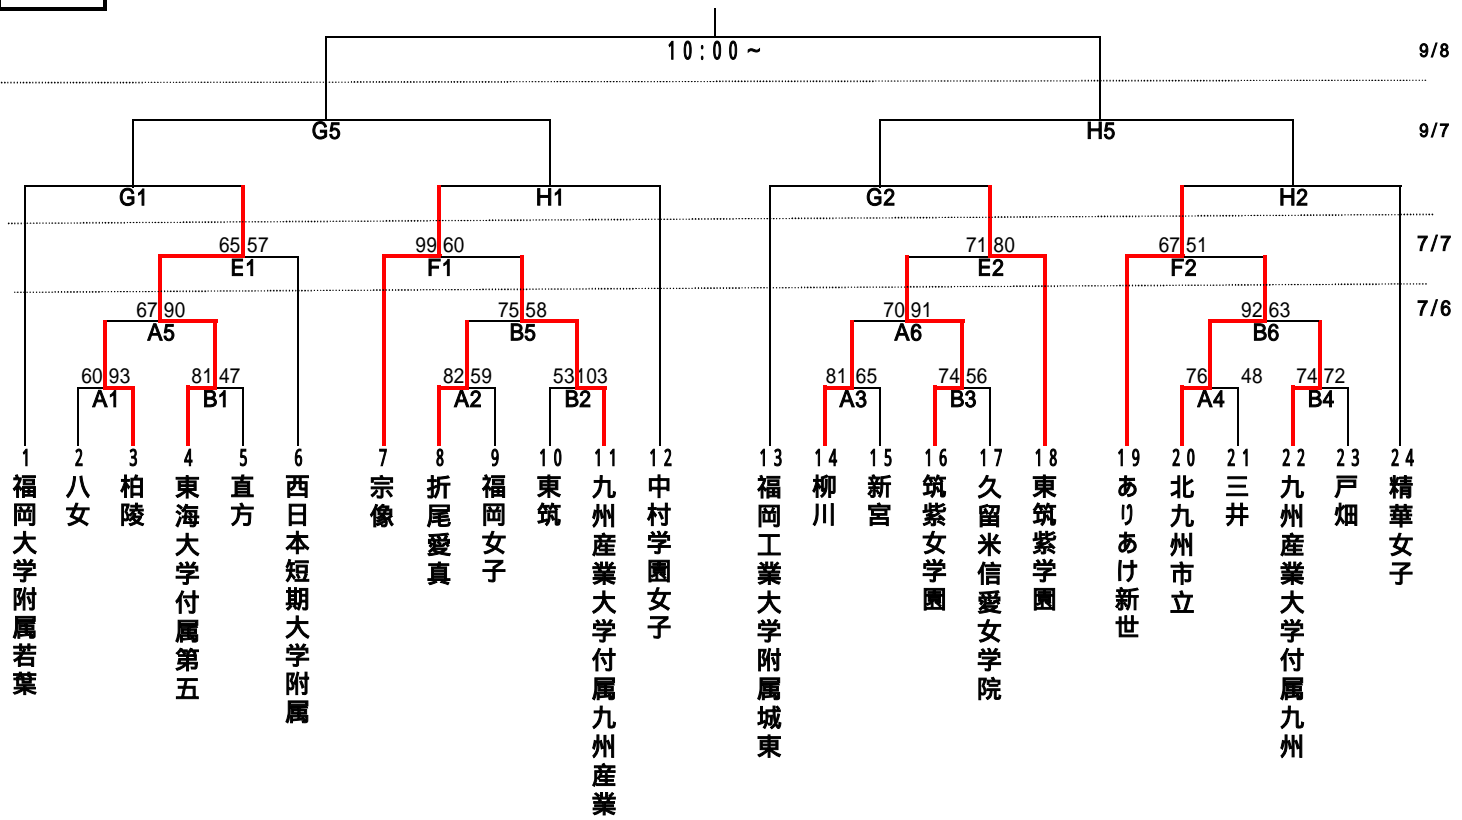 10:00～
9/8
G5
H5
9/7
G1
H1
G2
H2
65 57
99 60
71 80
67 51
7/7
E1
F1
E2
F2
67 90
75 58
70 91
92 63
7/6
A5
B5
A6
B6
60 93
81 47
82 59
53 103
81 65
74 56
76 48
74 72
A1
B1
A2
B2
A3
B3
A4
B4
1
2
3
4
5
6
7
8
9
10
11
12
13
14
15
16
17
18
19
20
21
22
23
24
福岡大学附属若葉
八女
柏陵
東海大学付属第五
直方
西日本短期大学附属
宗像
折尾愛真
福岡女子
東筑
九州産業大学付属九州産業
中村学園女子
福岡工業大学附属城東
柳川
新宮
筑紫女学園
久留米信愛女学院
東筑紫学園
ありあけ新世
北九州市立
三井
九州産業大学付属九州
戸畑
精華女子